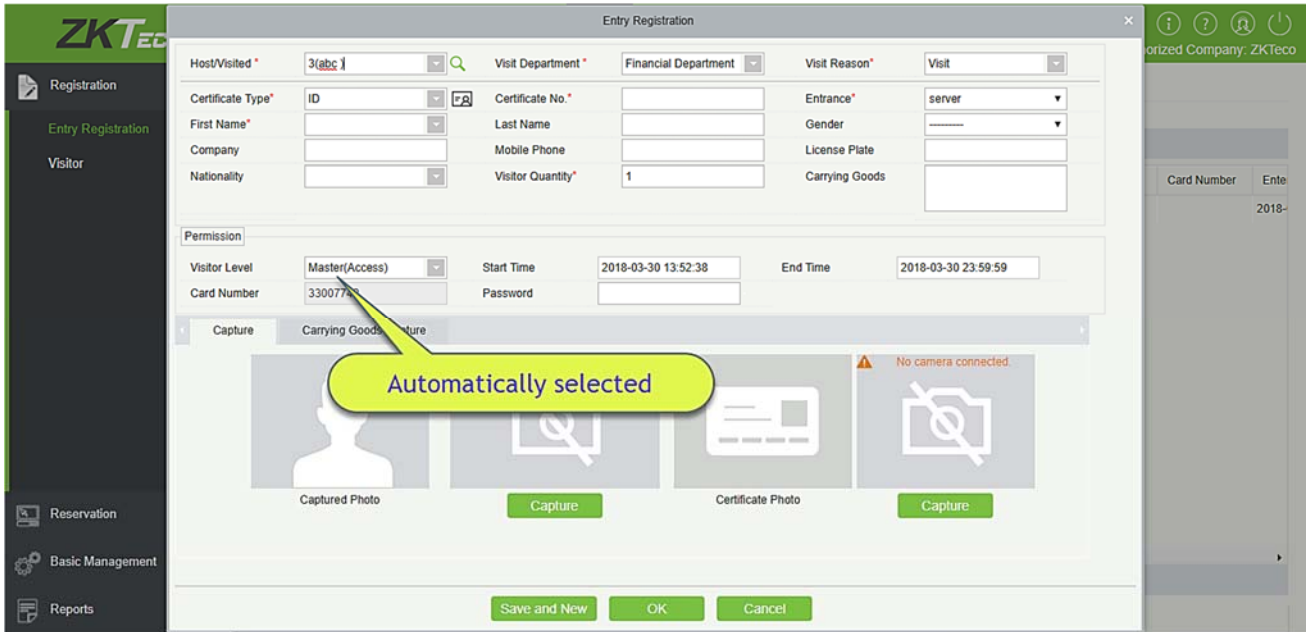 Entry Registration
×
ZKTec
orized Company: ZKTeco
Registration
Entry Registration
Visitor
Reservation
Basic Management
Reports
Host/Visited * 3(abc ) Visit Department * Financial Department Visit Reason* Visit
Certificate Type* ID Certificate No.* Entrance* server
First Name* Last Name Gender ----------
Company Mobile Phone License Plate
Nationality Visitor Quantity* 1 Carrying Goods
Permission
Visitor Level Master(Access) Start Time 2018-03-30 13:52:38 End Time 2018-03-30 23:59:59
Card Number Password
Capture Carrying Goods
Automatically selected
No camera connected.
Captured Photo Capture Certificate Photo Capture
Save and New OK Cancel
Card Number Ente
2018-